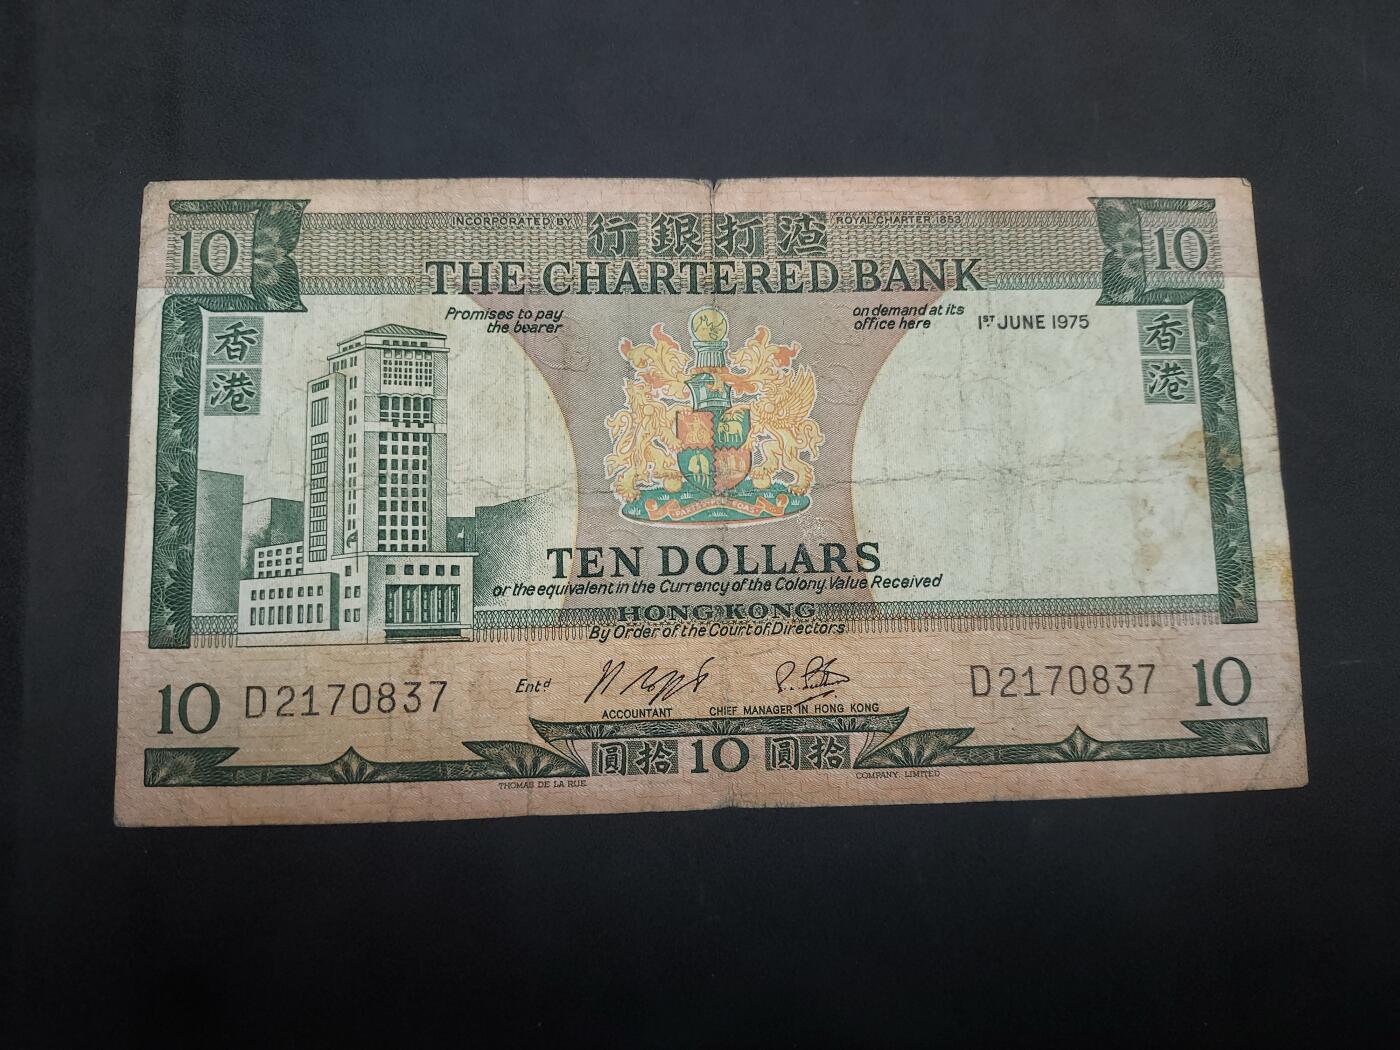 INCORPORATED BY 行銀打渣 ROYAL CHARTER 1853
10 THE CHARTERED BANK 10
Promises to pay the bearer
on demand at its office here
1ST JUNE 1975
香港
香港
TEN DOLLARS
or the equivalent in the Currency of the Colony. Value Received
HONG KONG
By Order of the Court of Directors
10 D2170837
Entd
D2170837 10
ACCOUNTANT
CHIEF MANAGER IN HONG KONG
圓拾 10 圓拾
THOMAS DE LA RUE
COMPANY, LIMITED